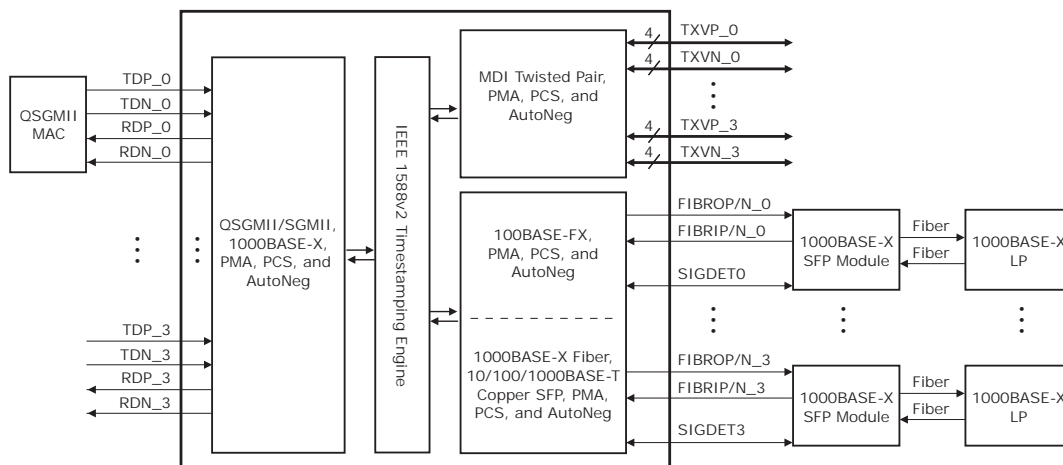 QSGMII
MAC
TDP_0
TDN_0
RDP_0
RDN_0
TDP_3
TDN_3
RDP_3
RDN_3
QSGMII/SGMII,
1000BASE-X,
PMA, PCS, and
AutoNeg
IEEE 1588v2 Timestamping Engine
MDI Twisted Pair,
PMA, PCS, and
AutoNeg
4
TXVP_0
4
TXVN_0
4
TXVP_3
4
TXVN_3
100BASE-FX,
PMA, PCS, and
AutoNeg
1000BASE-X Fiber,
10/100/1000BASE-T
Copper SFP, PMA,
PCS, and AutoNeg
FIBROP/N_0
FIBRIP/N_0
SIGDET0
1000BASE-X
SFP Module
Fiber
Fiber
1000BASE-X
LP
FIBROP/N_3
FIBRIP/N_3
SIGDET3
1000BASE-X
SFP Module
Fiber
Fiber
1000BASE-X
LP